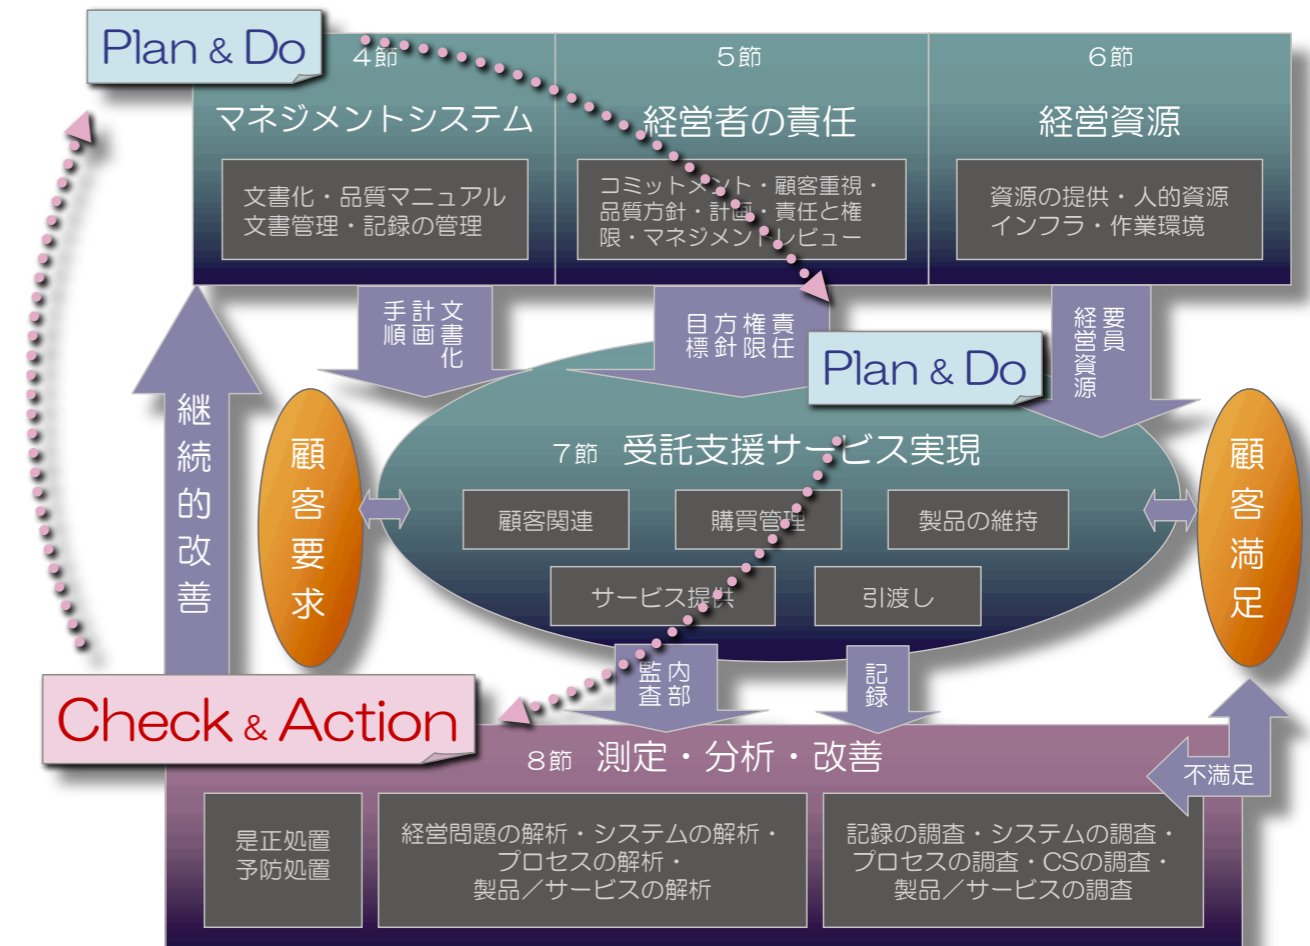 Plan & Do
4節
マネジメントシステム
文書化・品質マニュアル
文書管理・記録の管理
5節
経営者の責任
コミットメント・顧客重視・
品質方針・計画・責任と権
限・マネジメントレビュー
6節
経営資源
資源の提供・人的資源
インフラ・作業環境
文書化
計画
手順
責任
権限
方針
目標
要員
経営資源
Plan & Do
継続的改善
顧客要求
7節 受託支援サービス実現
顧客関連
購買管理
製品の維持
サービス提供
引渡し
顧客満足
内部
監査
記録
Check & Action
8節 測定・分析・改善
不満足
是正処置
予防処置
経営問題の解析・システムの解析・
プロセスの解析・
製品／サービスの解析
記録の調査・システムの調査・
プロセスの調査・CSの調査・
製品／サービスの調査